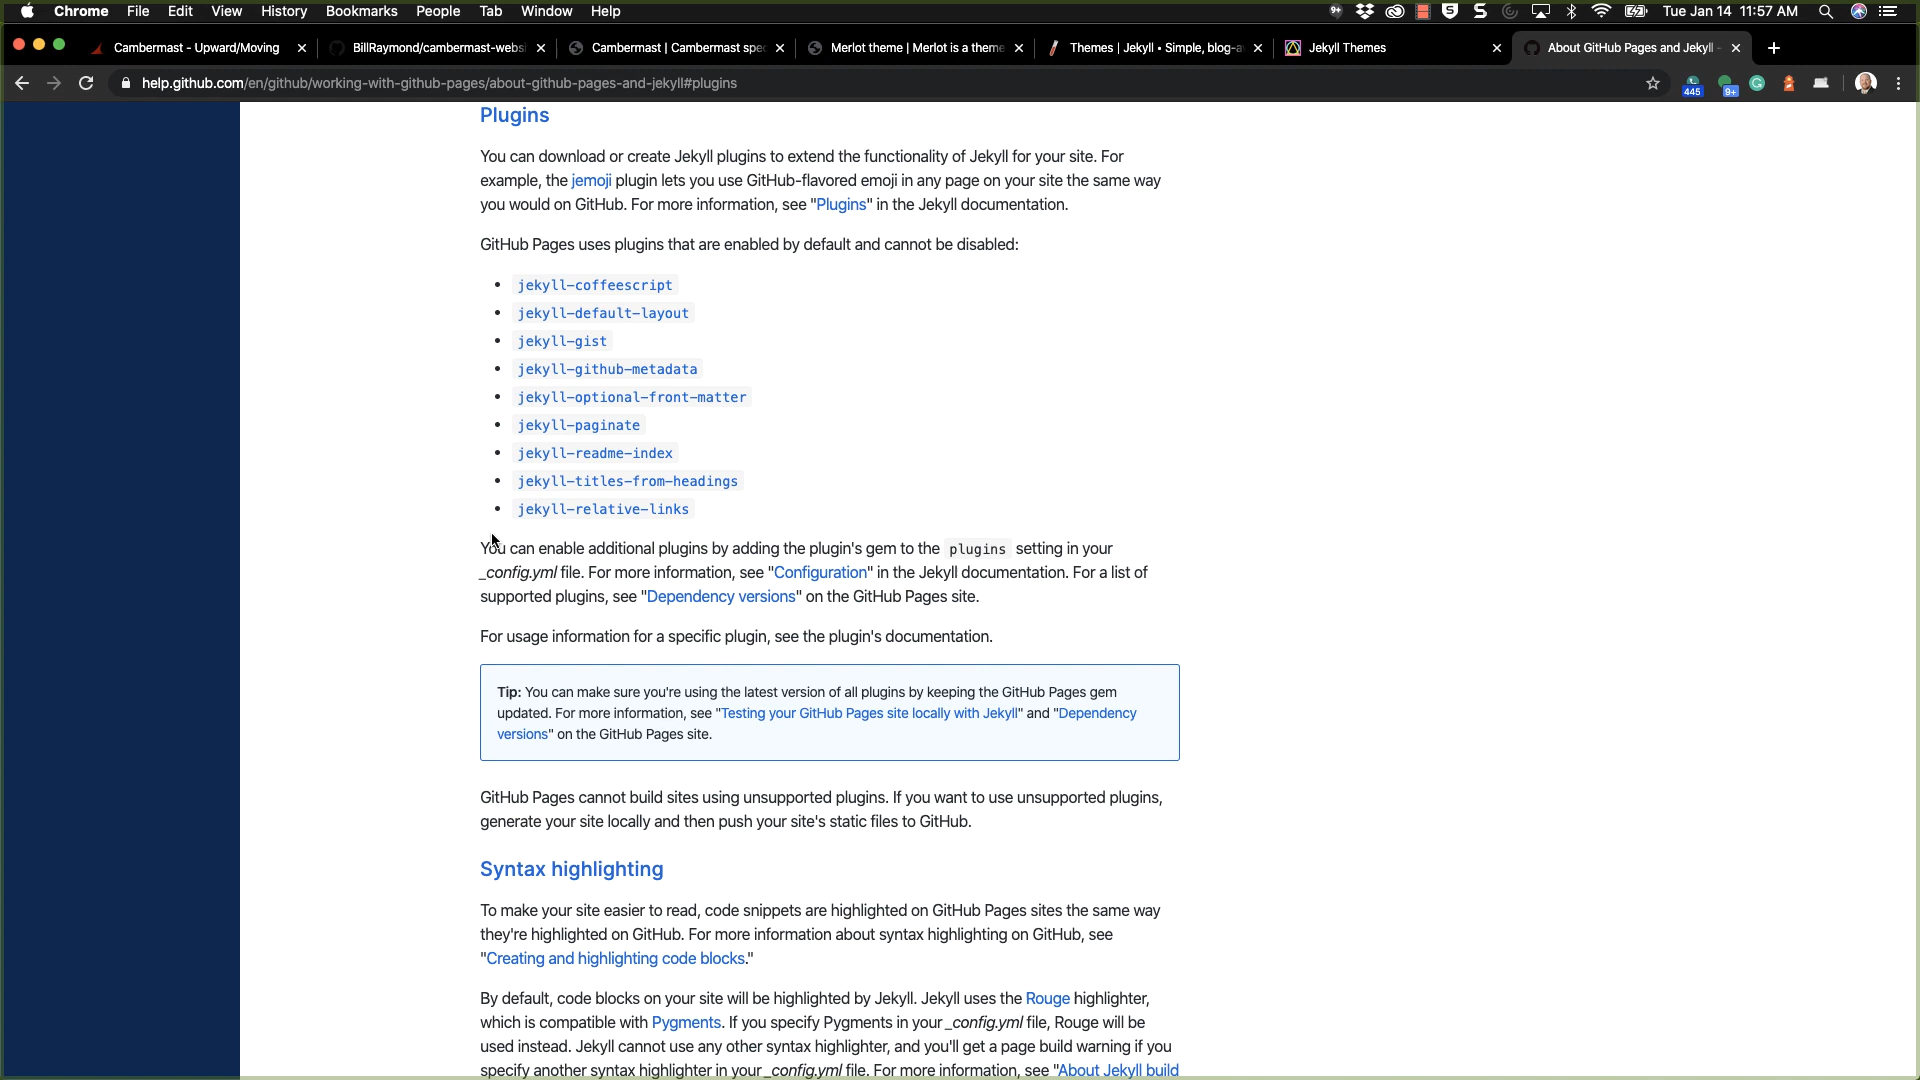 Chrome File Edit View History Bookmarks People Tab Window Help
9+ Tue Jan 14 11:57 AM
Cambermast - Upward/Moving
BillRaymond/cambermast-websi
Cambermast | Cambermast spec
Merlot theme | Merlot is a theme
Themes | Jekyll • Simple, blog-a
Jekyll Themes
About GitHub Pages and Jekyll -
help.github.com/en/github/working-with-github-pages/about-github-pages-and-jekyll#plugins
445 9+
Plugins
You can download or create Jekyll plugins to extend the functionality of Jekyll for your site. For
example, the jemoji plugin lets you use GitHub-flavored emoji in any page on your site the same way
you would on GitHub. For more information, see "Plugins" in the Jekyll documentation.
GitHub Pages uses plugins that are enabled by default and cannot be disabled:
• jekyll-coffeescript
• jekyll-default-layout
• jekyll-gist
• jekyll-github-metadata
• jekyll-optional-front-matter
• jekyll-paginate
• jekyll-readme-index
• jekyll-titles-from-headings
• jekyll-relative-links
You can enable additional plugins by adding the plugin's gem to the plugins setting in your
_config.yml file. For more information, see "Configuration" in the Jekyll documentation. For a list of
supported plugins, see "Dependency versions" on the GitHub Pages site.
For usage information for a specific plugin, see the plugin's documentation.
Tip: You can make sure you're using the latest version of all plugins by keeping the GitHub Pages gem
updated. For more information, see "Testing your GitHub Pages site locally with Jekyll" and "Dependency
versions" on the GitHub Pages site.
GitHub Pages cannot build sites using unsupported plugins. If you want to use unsupported plugins,
generate your site locally and then push your site's static files to GitHub.
Syntax highlighting
To make your site easier to read, code snippets are highlighted on GitHub Pages sites the same way
they're highlighted on GitHub. For more information about syntax highlighting on GitHub, see
"Creating and highlighting code blocks."
By default, code blocks on your site will be highlighted by Jekyll. Jekyll uses the Rouge highlighter,
which is compatible with Pygments. If you specify Pygments in your _config.yml file, Rouge will be
used instead. Jekyll cannot use any other syntax highlighter, and you'll get a page build warning if you
specify another syntax highlighter in your _config.yml file. For more information, see "About Jekyll build